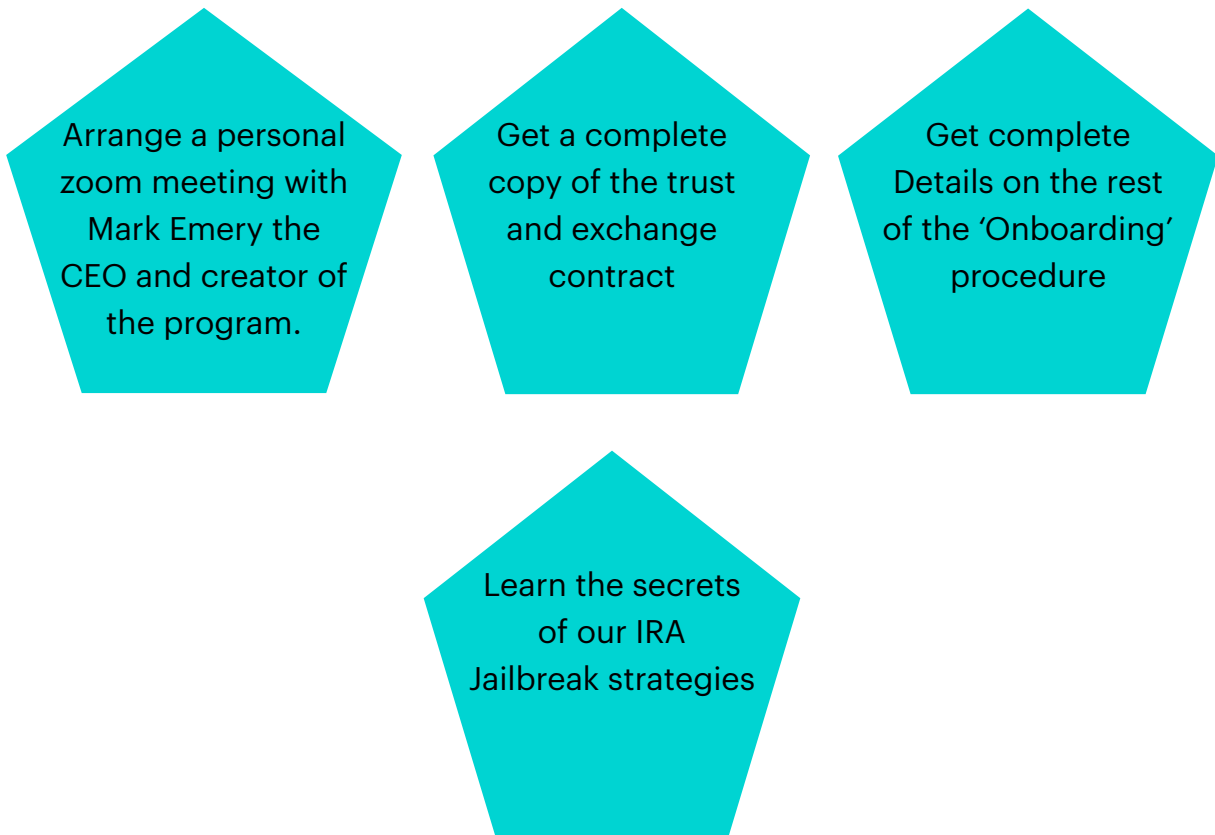 Arrange a personal
zoom meeting with
Mark Emery the
CEO and creator of
the program.
Get a complete
copy of the trust
and exchange
contract
Get complete
Details on the rest
of the ‘Onboarding’
procedure
Learn the secrets
of our IRA
Jailbreak strategies